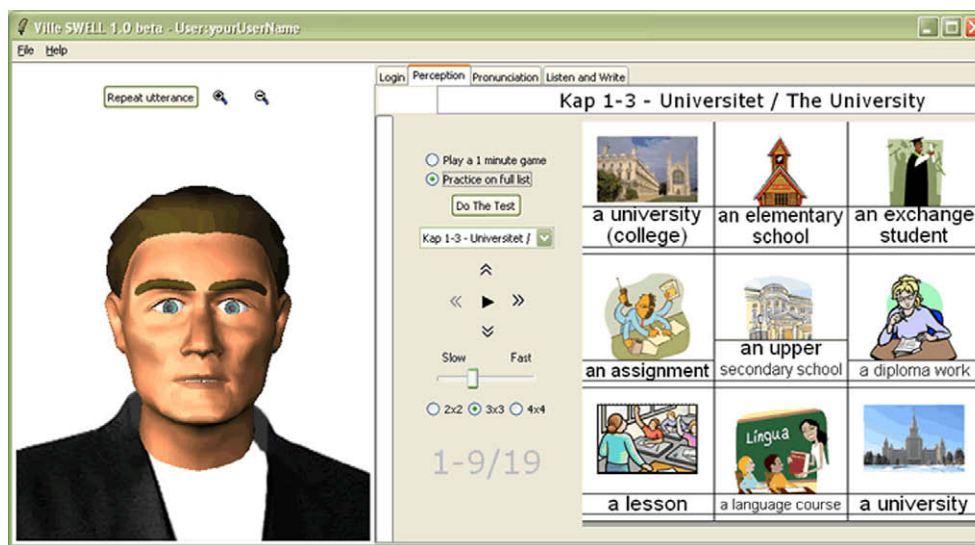 Ville SWELL 1.0 beta - User:yourUserName
File Help
Repeat utterance
Login Perception Pronunciation Listen and Write
Kap 1-3 - Universitet / The University
Play a 1 minute game
Practice on full list
Do The Test
Kap 1-3 - Universitet /
Slow Fast
2x2 3x3 4x4
1-9/19
a university
(college)
an elementary
school
an exchange
student
an assignment
an upper
secondary school
a diploma work
Língua
a lesson
a language course
a university